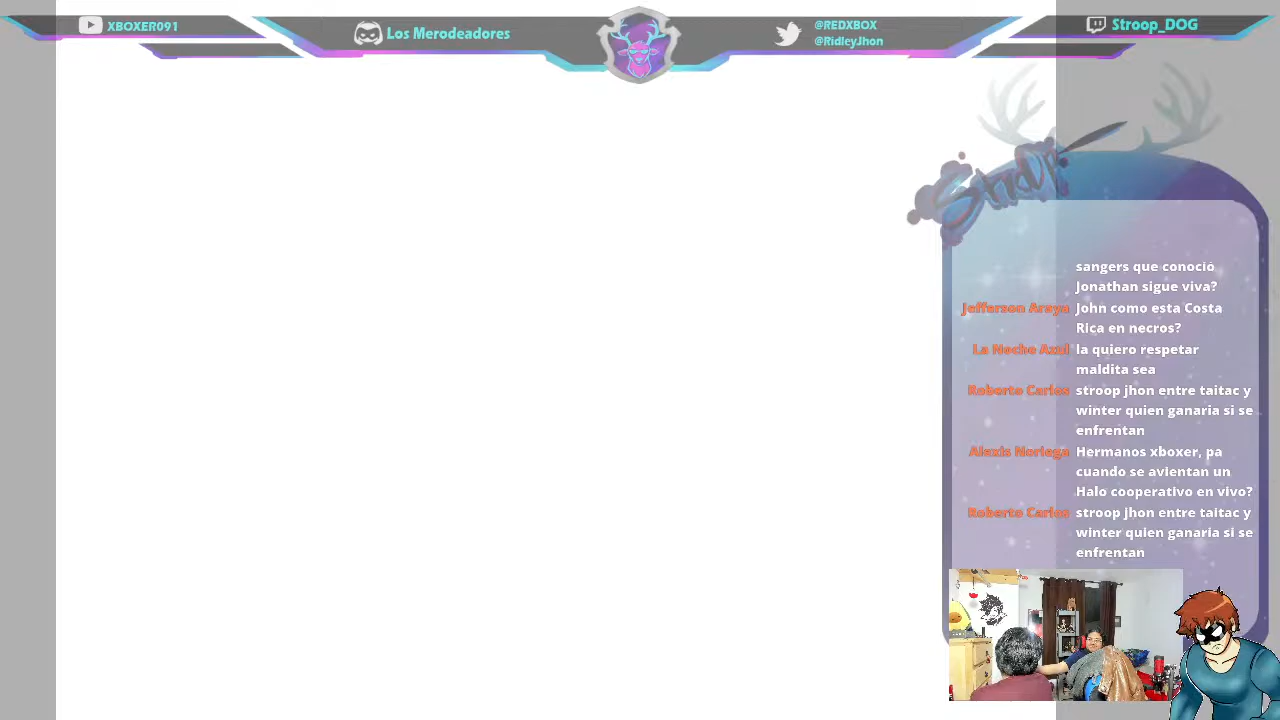 XBOXER091
Los Merodeadores
@REDXBOX
@RidleyJhon
Stroop_DOG
Stroop
sangers que conoció
Jonathan sigue viva?
Jefferson Araya John como esta Costa
Rica en necros?
La Noche Azul la quiero respetar
maldita sea
Roberto Carlos stroop jhon entre taitac y
winter quien ganaria si se
enfrentan
Alexis Noriega Hermanos xboxer, pa
cuando se avientan un
Halo cooperativo en vivo?
Roberto Carlos stroop jhon entre taitac y
winter quien ganaria si se
enfrentan